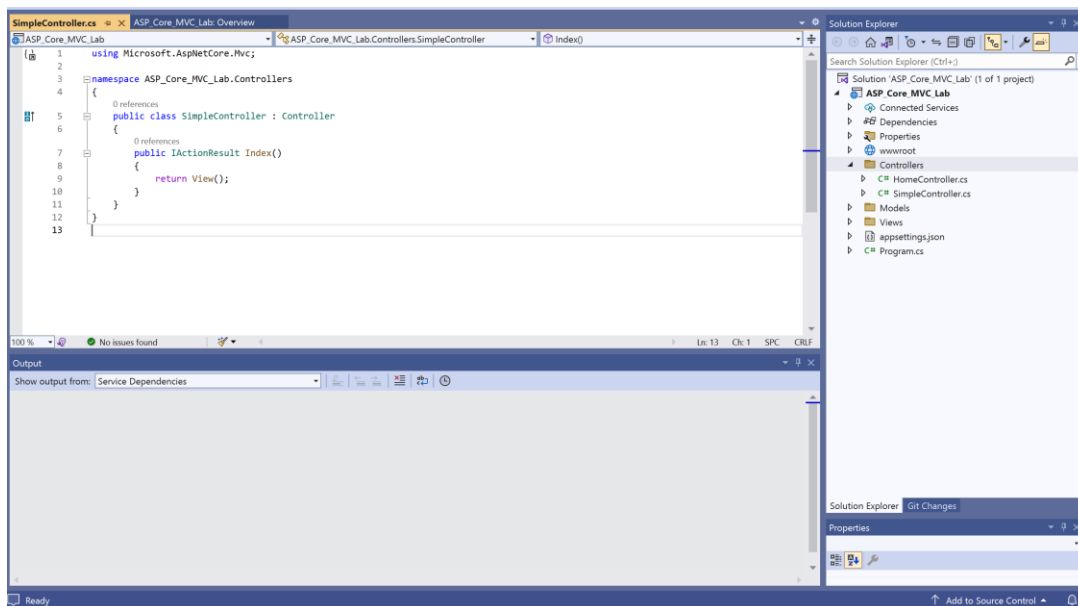 SimpleController.cs ASP_Core_MVC_Lab: Overview
ASP_Core_MVC_Lab ASP_Core_MVC_Lab.Controllers.SimpleController Index()
1 using Microsoft.AspNetCore.Mvc;
2
3 namespace ASP_Core_MVC_Lab.Controllers
4 {
0 references
5 public class SimpleController : Controller
6 {
0 references
7 public IActionResult Index()
8 {
9 return View();
10 }
11 }
12 }
13
100 % No issues found Ln: 13 Ch: 1 SPC CRLF
Output
Show output from: Service Dependencies
Solution Explorer
Search Solution Explorer (Ctrl+;)
Solution 'ASP_Core_MVC_Lab' (1 of 1 project)
ASP_Core_MVC_Lab
Connected Services
Dependencies
Properties
wwwroot
Controllers
C# HomeController.cs
C# SimpleController.cs
Models
Views
appsettings.json
C# Program.cs
Solution Explorer Git Changes
Properties
Ready Add to Source Control